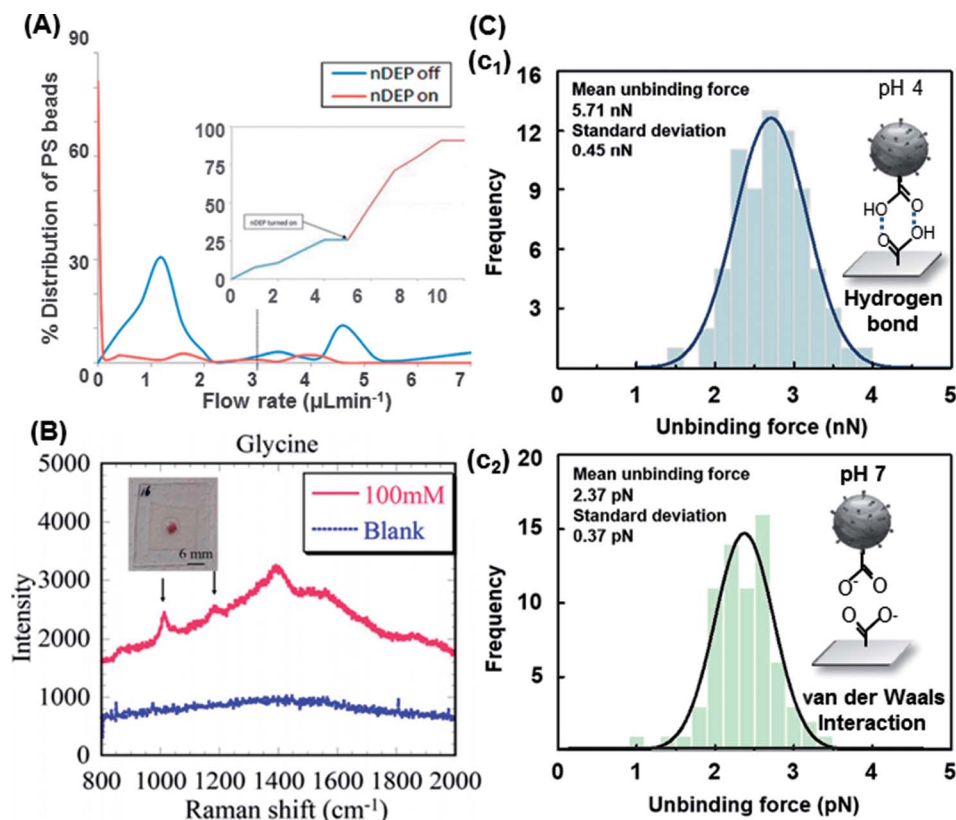 (A)
90
60
30
0
% Distribution of PS beads
nDEP off
nDEP on
100
75
50
25
0
nDEP turned on
0 2 4 6 8 10
0 1 2 3 4 5 6 7
Flow rate (µLmin⁻¹)
(B)
Glycine
5000
4000
3000
2000
1000
0
Intensity
100mM
Blank
16
6 mm
800 1000 1200 1400 1600 1800 2000
Raman shift (cm⁻¹)
(C)
(c₁)
16
13
9
6
3
Frequency
Mean unbinding force
5.71 nN
Standard deviation
0.45 nN
pH 4
HO O
O OH
Hydrogen
bond
0 1 2 3 4 5
Unbinding force (nN)
(c₂)
20
15
10
5
0
Frequency
Mean unbinding force
2.37 pN
Standard deviation
0.37 pN
pH 7
O⁻ O
O O⁻
van der Waals
Interaction
0 1 2 3 4 5
Unbinding force (pN)